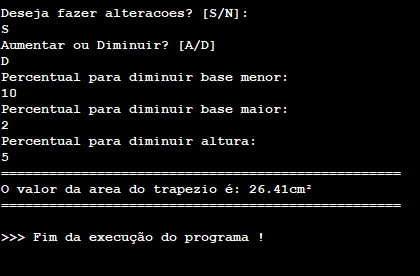 Deseja fazer alteracoes? [S/N]:
S
Aumentar ou Diminuir? [A/D]
D
Percentual para diminuir base menor:
10
Percentual para diminuir base maior:
2
Percentual para diminuir altura:
5
==================================================
O valor da area do trapezio é: 26.41cm²
==================================================
>>> Fim da execução do programa !